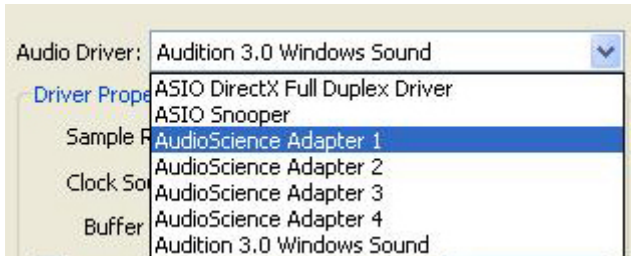 Audio Driver: Audition 3.0 Windows Sound
Driver Prope
ASIO DirectX Full Duplex Driver
ASIO Snooper
Sample R
AudioScience Adapter 1
AudioScience Adapter 2
Clock Sou
AudioScience Adapter 3
AudioScience Adapter 4
Buffer
Audition 3.0 Windows Sound